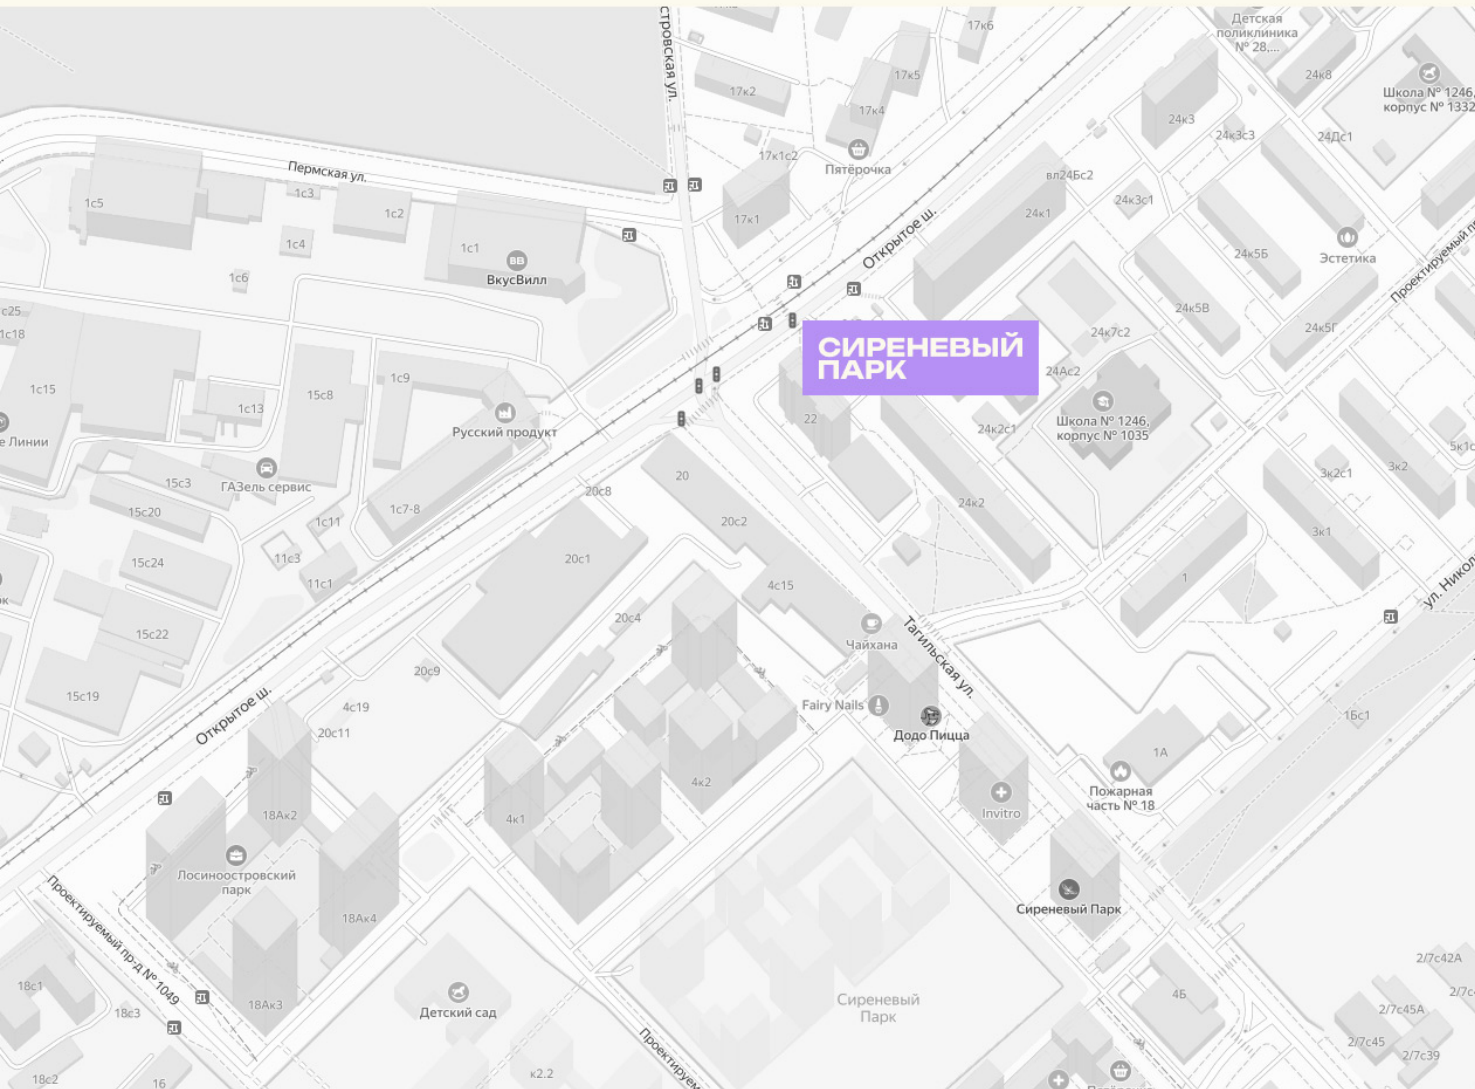 Детская
поликлиника
№ 28,...
17к6
17к5
17к2
17к4
24к8
Школа № 1246,
корпус № 1332
24к3
24к3с3
24Дс1
17к1с2
Пятёрочка
Пермская ул.
вл24Бс2
1с5
1с3
1с2
24к3с1
17к1
24к1
Открытое ш.
1с4
1с1
ВкусВилл
24к5Б
Эстетика
1с6
24к5В
24к5Г
24к7с2
1с18
СИРЕНЕВЫЙ
ПАРК
24Ас2
1с15
15с8
1с9
1с13
22
Школа № 1246,
корпус № 1035
24к2с1
Русский продукт
ГАЗель сервис
15с3
20
3к2с1
3к2
20с8
24к2
15с20
1с7-8
1с11
20с2
3к1
11с3
20с1
15с24
11с1
4с15
1
20с4
15с22
Чайхана
Тагильская ул.
20с9
15с19
Открытое ш.
4с19
20с11
Fairy Nails
Додо Пицца
1Бс1
1А
4к2
Пожарная
часть № 18
Invitro
18Ак2
4к1
Лосиноостровский
парк
18Ак4
Сиреневый Парк
Проектируемый пр-д № 1049
18с1
18с3
18Ак3
Детский сад
Сиреневый
Парк
4Б
2/7с42А
2/7с45А
2/7с45
2/7с39
18с2
16
к2.2